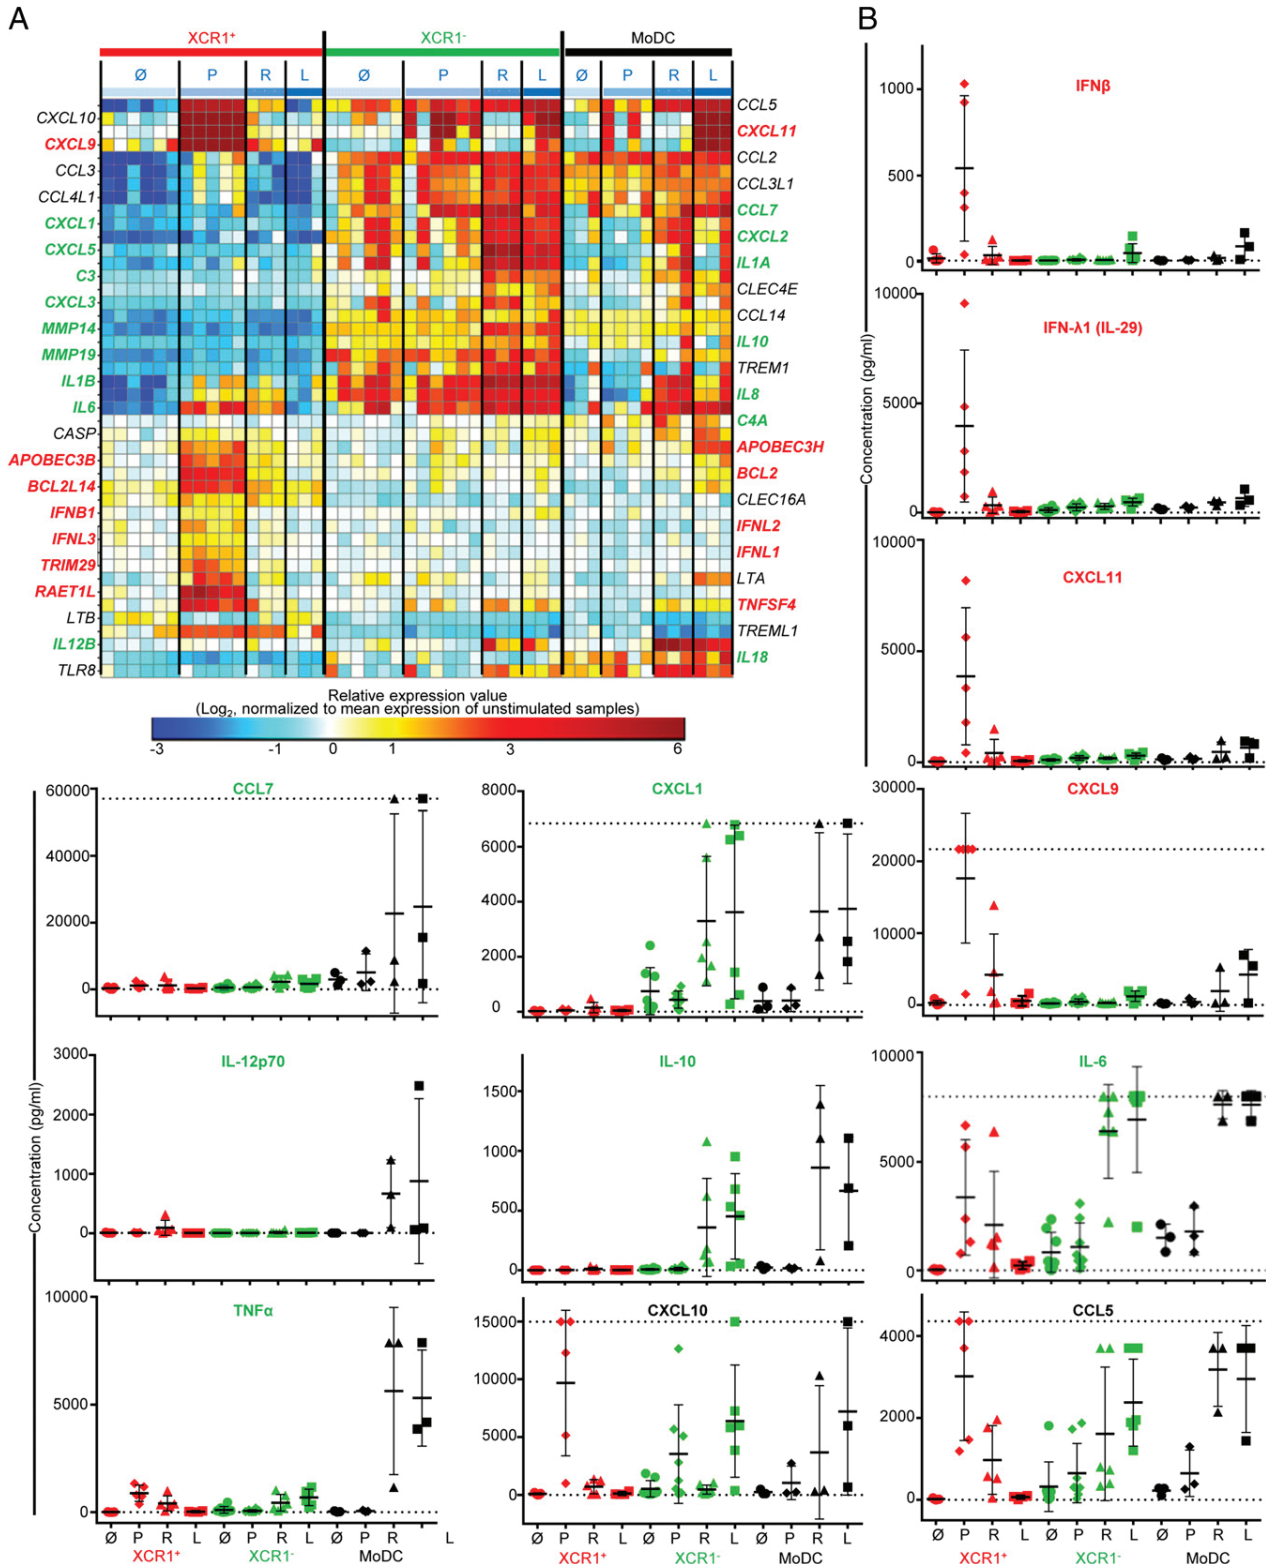 A
B
XCR1+
XCR1-
MoDC
Ø P R L Ø P R L Ø P R L
CCL5
CXCL10
CXCL11
CXCL9
CCL2
CCL3
CCL3L1
CCL4L1
CCL7
CXCL1
CXCL2
CXCL5
IL1A
C3
CLEC4E
CXCL3
CCL14
MMP14
IL10
MMP19
TREM1
IL1B
IL8
IL6
C4A
CASP
APOBEC3H
APOBEC3B
BCL2
BCL2L14
CLEC16A
IFNB1
IFNL2
IFNL3
IFNL1
TRIM29
LTA
RAET1L
TNFSF4
LTB
TREML1
IL12B
IL18
TLR8
Relative expression value
(Log2, normalized to mean expression of unstimulated samples)
-3 -1 0 1 3 6
Concentration (pg/ml)
IFNβ
1000
500
0
IFN-λ1 (IL-29)
10000
5000
0
CXCL11
10000
5000
0
CCL7
60000
40000
20000
0
CXCL1
8000
6000
4000
2000
0
CXCL9
30000
20000
10000
0
Concentration (pg/ml)
IL-12p70
3000
2000
1000
0
IL-10
1500
1000
500
0
IL-6
10000
5000
0
TNFα
10000
5000
0
CXCL10
15000
10000
5000
0
CCL5
4000
2000
0
Ø P R L Ø P R L Ø P R L
XCR1+ XCR1- MoDC
Ø P R L Ø P R L Ø P R L
XCR1+ XCR1- MoDC
Ø P R L Ø P R L Ø P R L
XCR1+ XCR1- MoDC